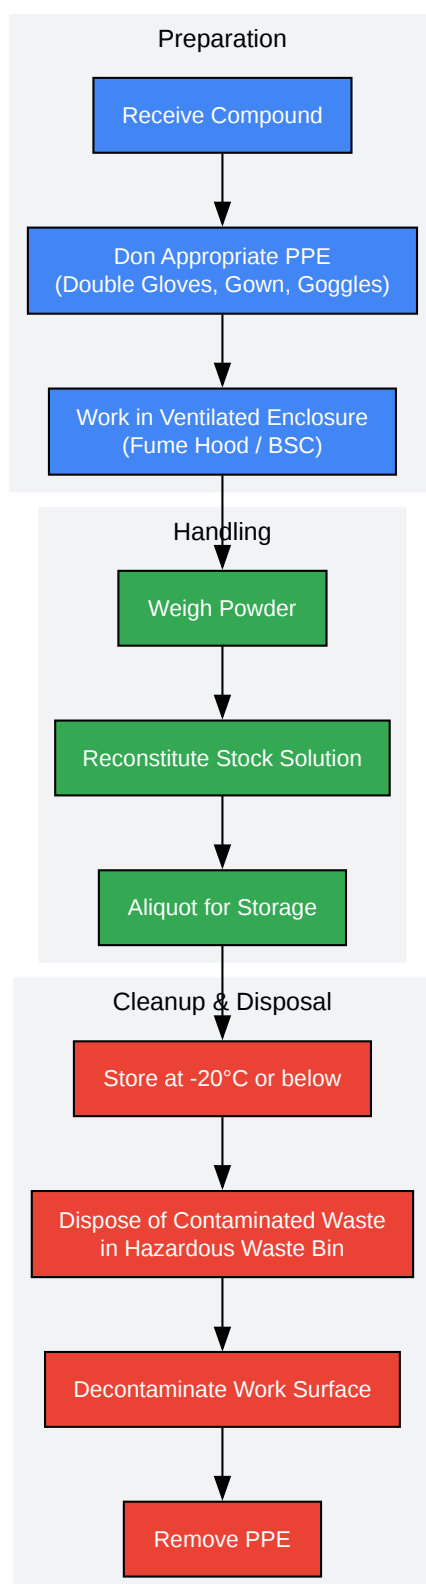 Preparation
Receive Compound
Don Appropriate PPE
(Double Gloves, Gown, Goggles)
Work in Ventilated Enclosure
(Fume Hood / BSC)
Handling
Weigh Powder
Reconstitute Stock Solution
Aliquot for Storage
Cleanup & Disposal
Store at -20°C or below
Dispose of Contaminated Waste
in Hazardous Waste Bin
Decontaminate Work Surface
Remove PPE